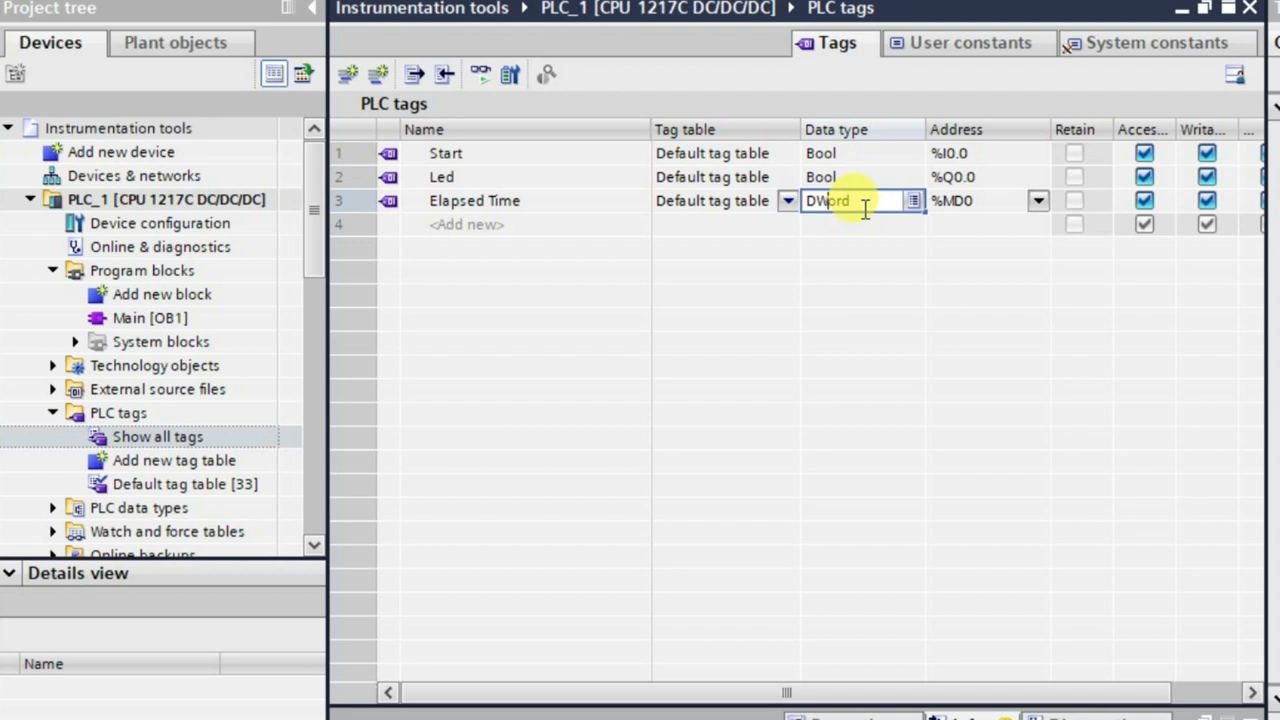 Project tree
Instrumentation tools PLC_1 [CPU 1217C DC/DC/DC] PLC tags
Devices Plant objects
Tags User constants System constants
PLC tags
Name Tag table Data type Address Retain Acces... Writa... ...
1 Start Default tag table Bool %I0.0
2 Led Default tag table Bool %Q0.0
3 Elapsed Time Default tag table DWord %MD0
4 <Add new>
Instrumentation tools
Add new device
Devices & networks
PLC_1 [CPU 1217C DC/DC/DC]
Device configuration
Online & diagnostics
Program blocks
Add new block
Main [OB1]
System blocks
Technology objects
External source files
PLC tags
Show all tags
Add new tag table
Default tag table [33]
PLC data types
Watch and force tables
Online backups
Details view
Name